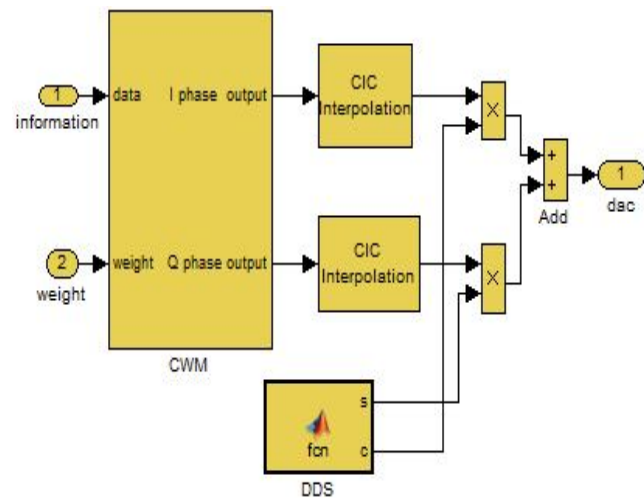 1
information
2
weight
data
I phase output
weight
Q phase output
CWM
CIC
Interpolation
CIC
Interpolation
X
X
+
+
Add
1
dac
s
fcn
c
DDS